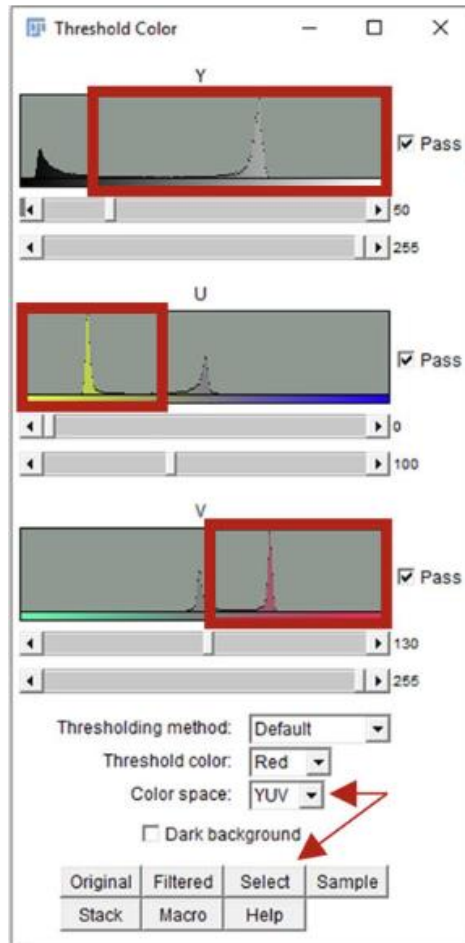 Threshold Color
Y
Pass
50
255
U
Pass
0
100
V
Pass
130
255
Thresholding method: Default
Threshold color: Red
Color space: YUV
Dark background
Original Filtered Select Sample
Stack Macro Help